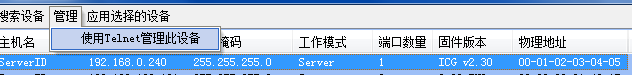 搜索设备 管理 应用选择的设备
使用Telnet管理此设备
主机名 掩码 工作模式 端口数量 固件版本 物理地址
ServerID 192.168.0.240 255.255.255.0 Server 1 ICG v2.30 00-01-02-03-04-05